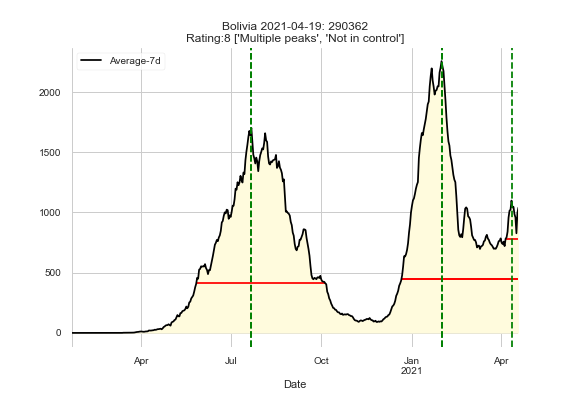 Bolivia 2021-04-19: 290362
Rating:8 ['Multiple peaks', 'Not in control']
Average-7d
2000
1500
1000
500
0
Apr
Jul
Oct
Jan
2021
Apr
Date